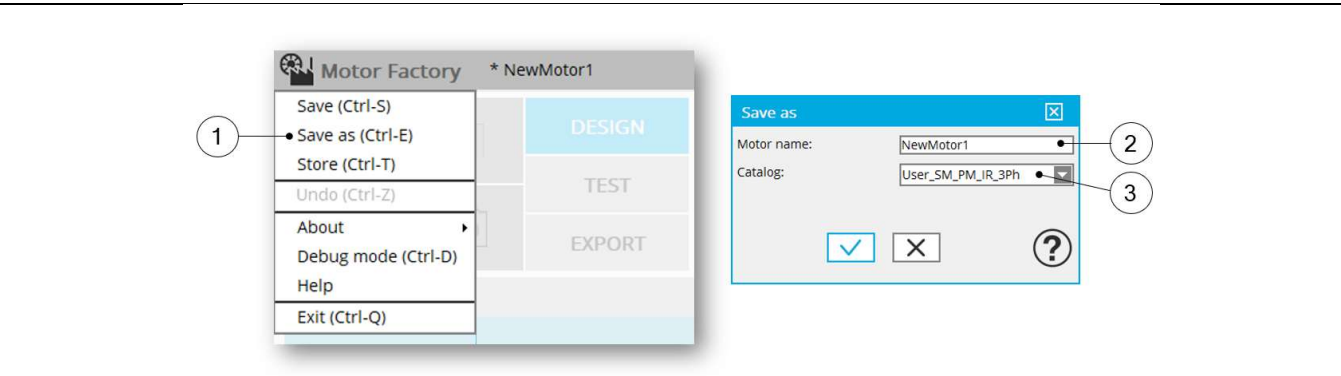 Motor Factory * NewMotor1
Save (Ctrl-S)
Save as (Ctrl-E)
Store (Ctrl-T)
Undo (Ctrl-Z)
About
Debug mode (Ctrl-D)
Help
Exit (Ctrl-Q)
DESIGN
TEST
EXPORT
1
Save as
Motor name: NewMotor1
Catalog: User_SM_PM_IR_3Ph
?
2
3